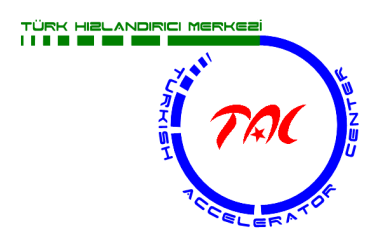 TÜRK HIZLANDIRICI MERKEZİ
TAC
TURKISH ACCELERATOR CENTER